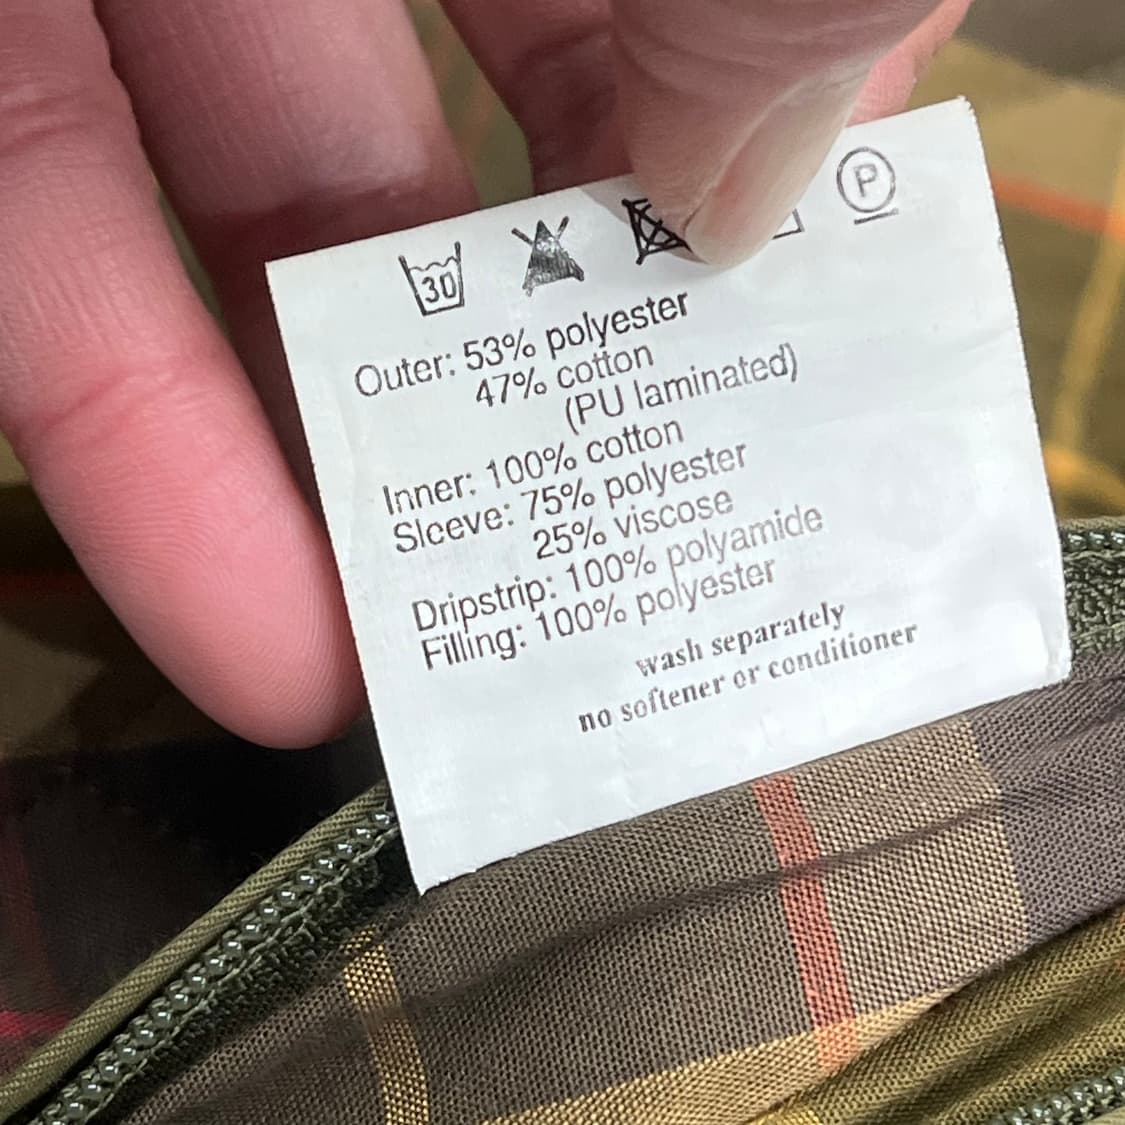 30 P
Outer: 53% polyester
47% cotton
(PU laminated)
Inner: 100% cotton
Sleeve: 75% polyester
25% viscose
Dripstrip: 100% polyamide
Filling: 100% polyester
wash separately
no softener or conditioner